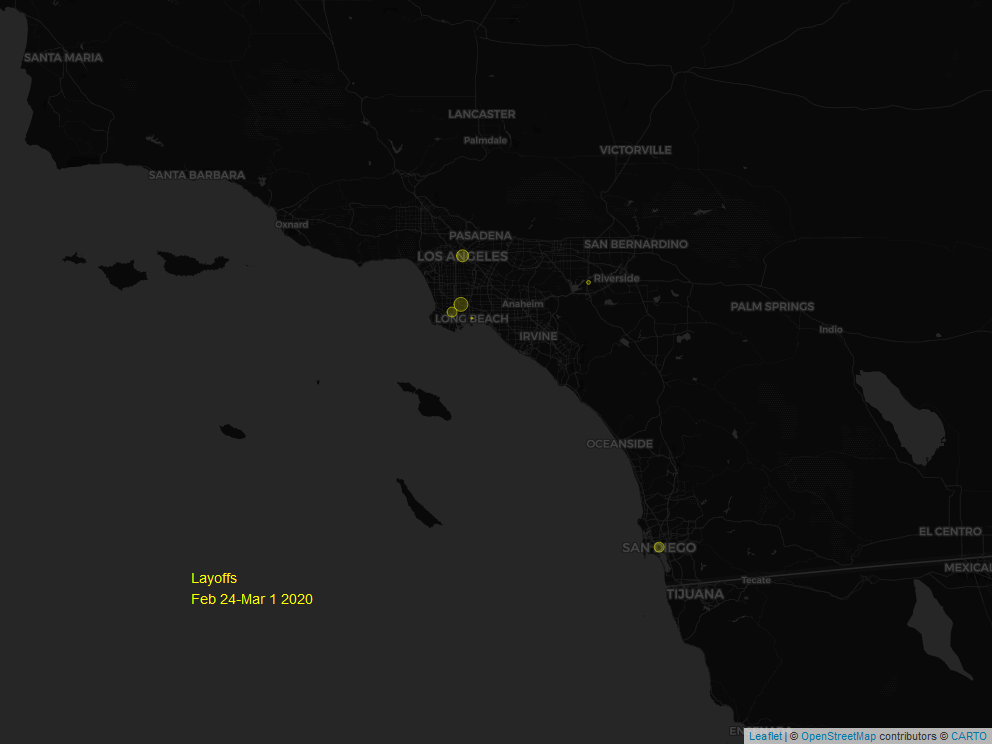 SANTA MARIA
LANCASTER
Palmdale
VICTORVILLE
SANTA BARBARA
Oxnard
PASADENA
SAN BERNARDINO
LOS ANGELES
Riverside
Anaheim
PALM SPRINGS
LONG BEACH
Indio
IRVINE
OCEANSIDE
EL CENTRO
SAN DIEGO
MEXICAL
Layoffs
Tecate
TIJUANA
Feb 24-Mar 1 2020
Leaflet | © OpenStreetMap contributors © CARTO